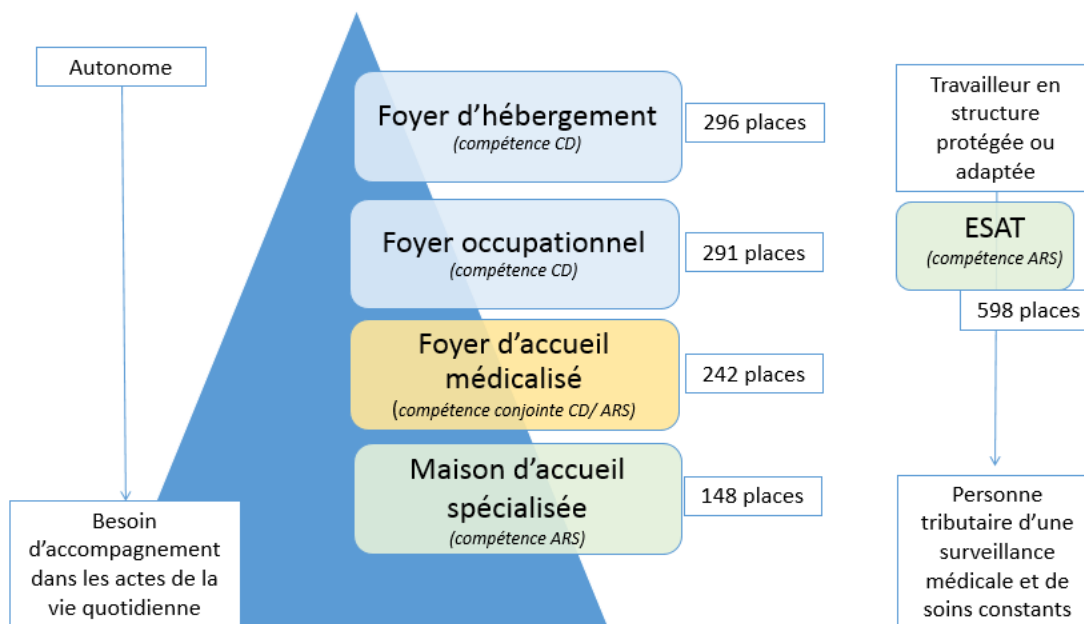 Autonome
Besoin
d'accompagnement
dans les actes de la
vie quotidienne
Foyer d'hébergement
(compétence CD)
296 places
Foyer occupationnel
(compétence CD)
291 places
Foyer d'accueil
médicalisé
(compétence conjointe CD/ ARS)
242 places
Maison d'accueil
spécialisée
(compétence ARS)
148 places
Travailleur en
structure
protégée ou
adaptée
ESAT
(compétence ARS)
598 places
Personne
tributaire d'une
surveillance
médicale et de
soins constants